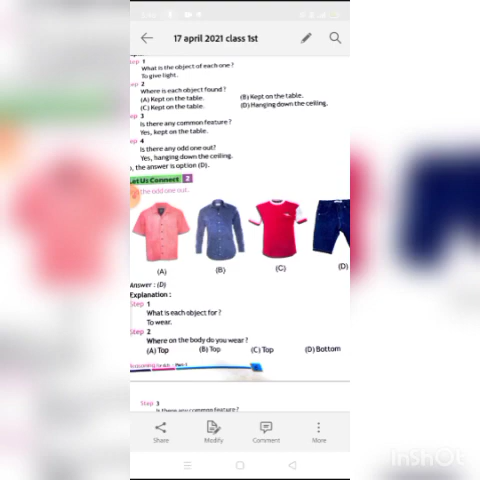 17 april 2021 class 1st
tep 1
What is the object of each one ?
To give light.
tep 2
Where is each object found ?
(A) Kept on the table. (B) Kept on the table.
(C) Kept on the table. (D) Hanging down the ceiling.
tep 3
Is there any common feature ?
Yes, kept on the table.
tep 4
Is there any odd one out?
Yes, hanging down the ceiling.
, the answer is option (D).
Let Us Connect 2
the odd one out.
(A) (B) (C) (D)
Answer : (D)
Explanation :
Step 1
What is each object for ?
To wear.
Step 2
Where on the body do you wear ?
(A) Top (B) Top (C) Top (D) Bottom
Step 3
Is there any common feature ?
Share Modify Comment More
InShOt